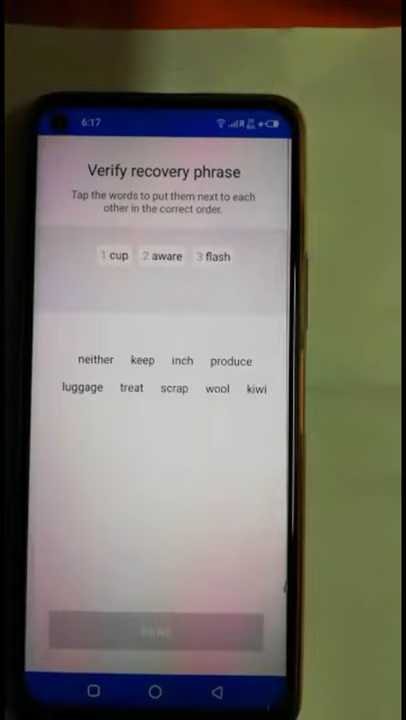 6:17
Verify recovery phrase
Tap the words to put them next to each
other in the correct order.
1 cup 2 aware 3 flash
neither keep inch produce
luggage treat scrap wool kiwi
DONE